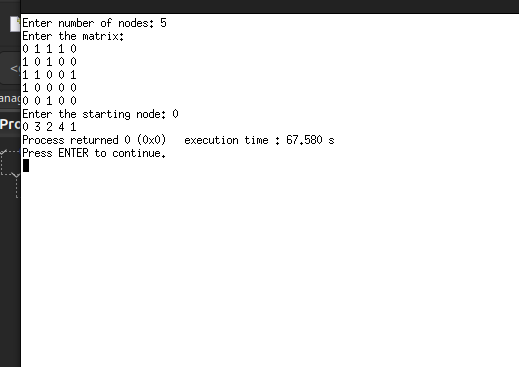 Enter number of nodes: 5
Enter the matrix:
0 1 1 1 0
1 0 1 0 0
1 1 0 0 1
1 0 0 0 0
0 0 1 0 0
Enter the starting node: 0
0 3 2 4 1
Process returned 0 (0x0)   execution time : 67.580 s
Press ENTER to continue.